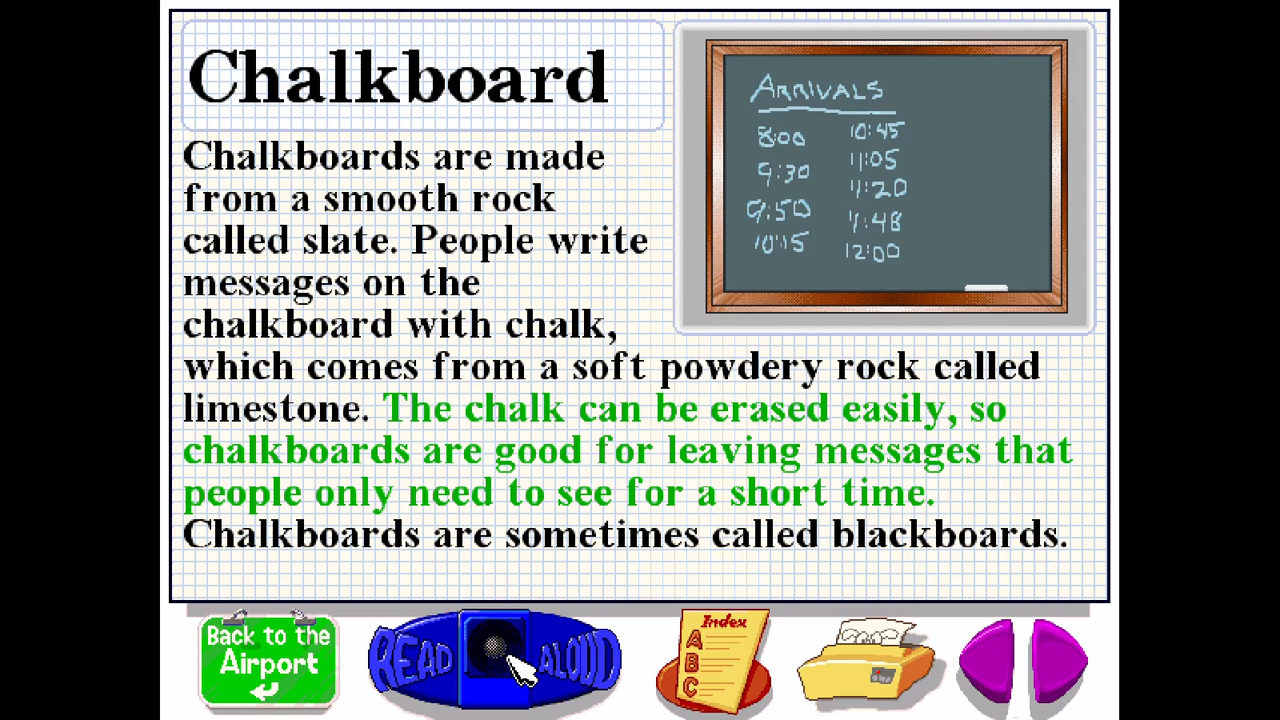 Chalkboard
ARRIVALS
8:00 10:45
9:30 11:05
9:50 11:20
10:15 11:48
12:00
Chalkboards are made
from a smooth rock
called slate. People write
messages on the
chalkboard with chalk,
which comes from a soft powdery rock called
limestone. The chalk can be erased easily, so
chalkboards are good for leaving messages that
people only need to see for a short time.
Chalkboards are sometimes called blackboards.
Back to the
Airport
READ ALOUD
Index
A
B
C